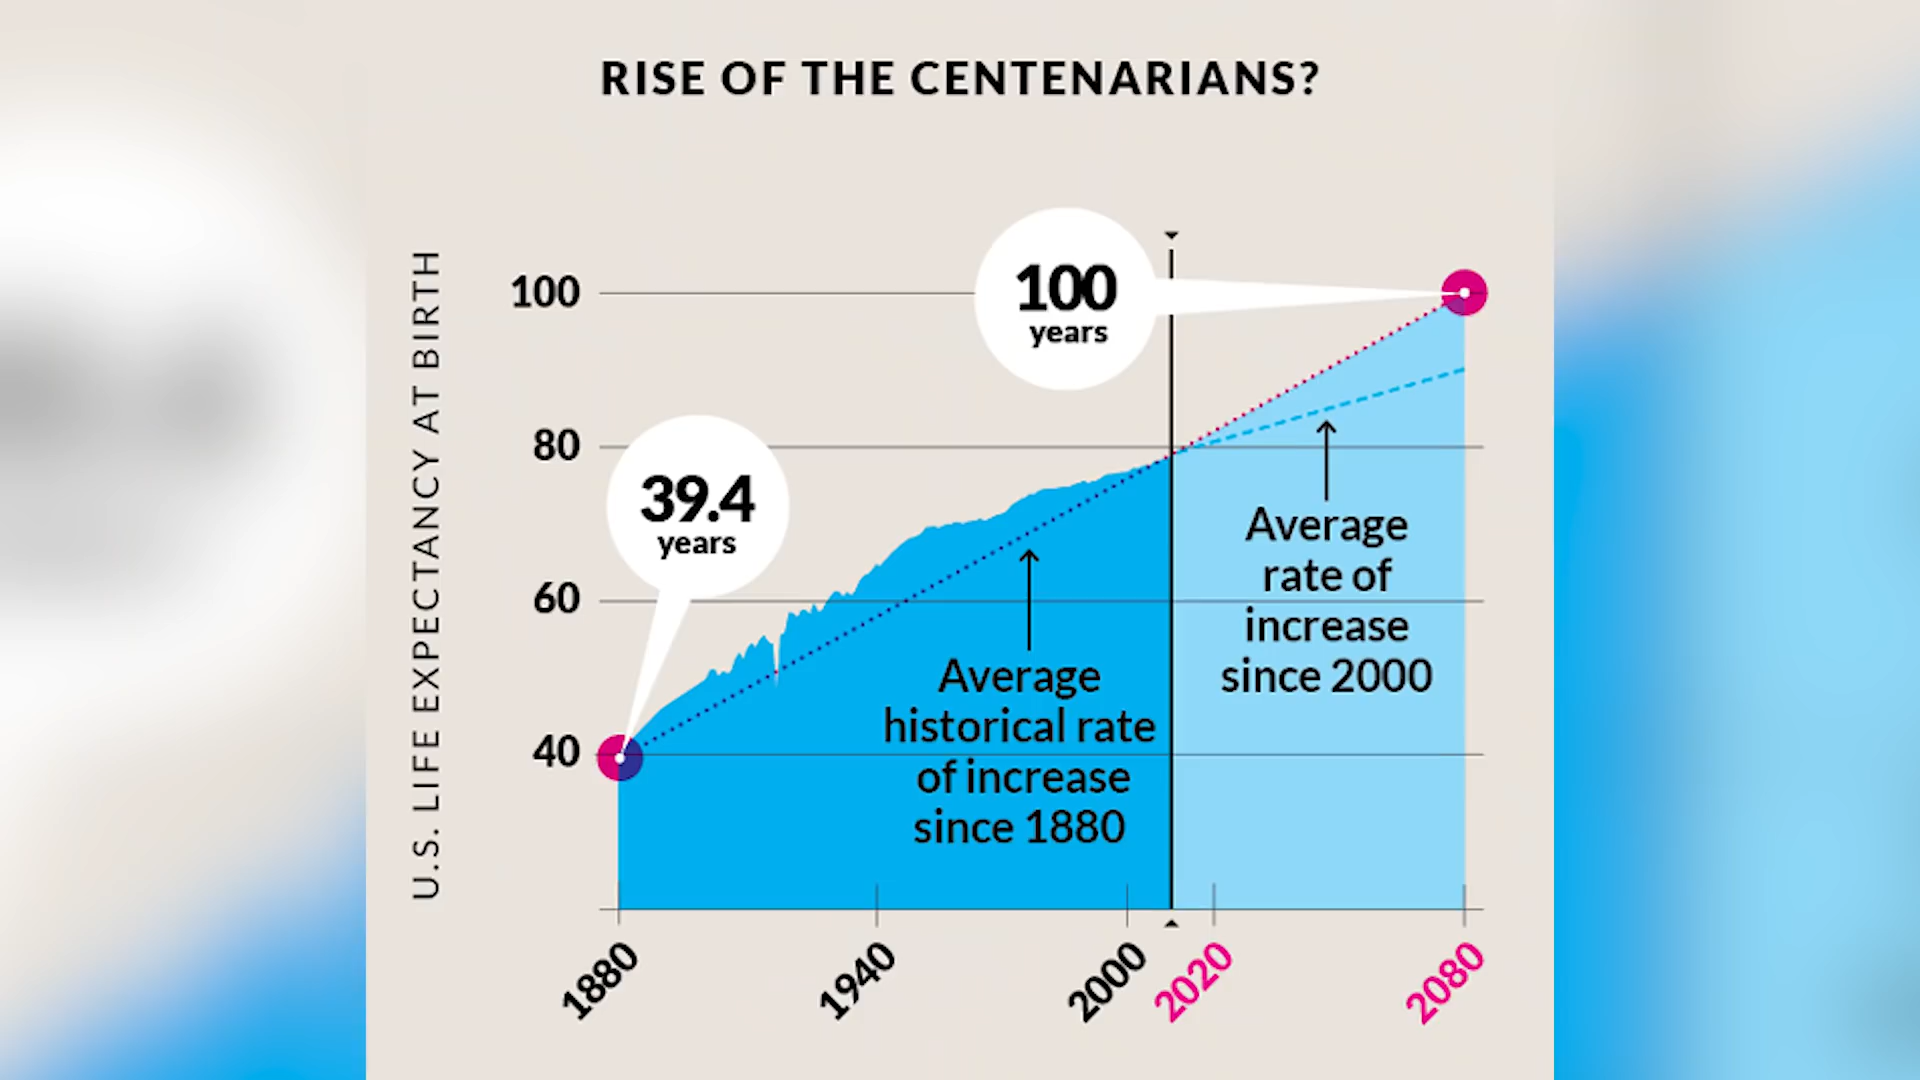 RISE OF THE CENTENARIANS?
U.S. LIFE EXPECTANCY AT BIRTH
100
80
60
40
39.4
years
100
years
Average
historical rate
of increase
since 1880
Average
rate of
increase
since 2000
1880
1940
2000
2020
2080